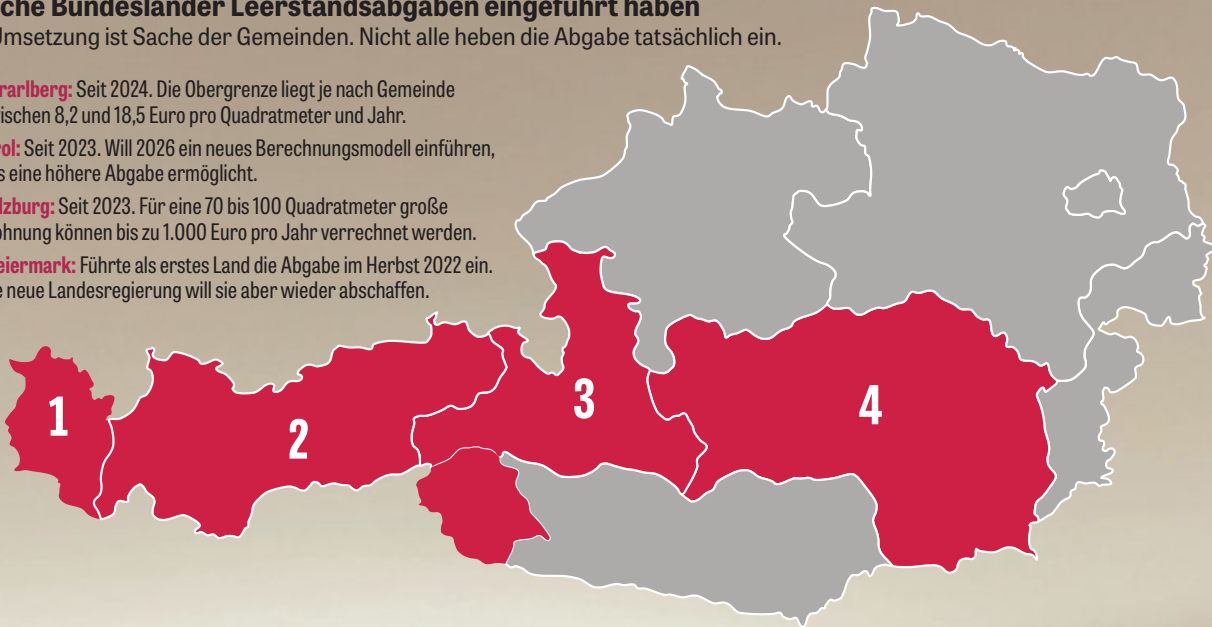 che Bundesländer Leerstandsabgaben eingeführt haben
Umsetzung ist Sache der Gemeinden. Nicht alle heben die Abgabe tatsächlich ein.
rarlberg: Seit 2024. Die Obergrenze liegt je nach Gemeinde
ischen 8,2 und 18,5 Euro pro Quadratmeter und Jahr.
rol: Seit 2023. Will 2026 ein neues Berechnungsmodell einführen,
s eine höhere Abgabe ermöglicht.
lzburg: Seit 2023. Für eine 70 bis 100 Quadratmeter große
ohnung können bis zu 1.000 Euro pro Jahr verrechnet werden.
eiermark: Führte als erstes Land die Abgabe im Herbst 2022 ein.
e neue Landesregierung will sie aber wieder abschaffen.
1
2
3
4